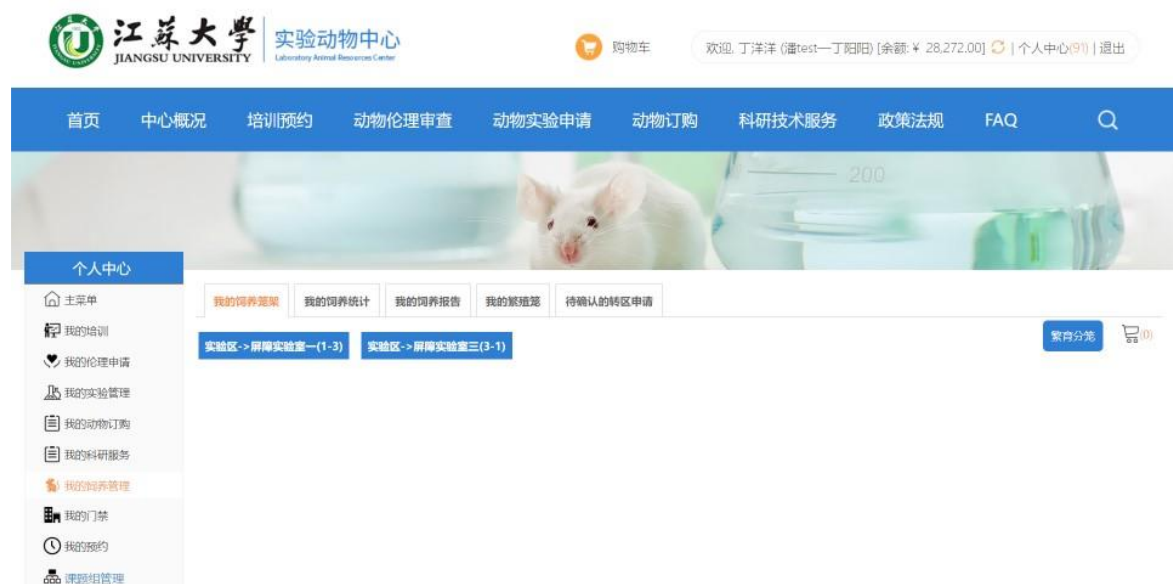 江苏大學
JIANGSU UNIVERSITY
实验动物中心
Laboratory Animal Resources Center
购物车
欢迎, 丁洋洋 (潘test—丁阳阳) [余额: ¥ 28,272.00] | 个人中心(91) | 退出
首页 中心概况 培训预约 动物伦理审查 动物实验申请 动物订购 科研技术服务 政策法规 FAQ
200
个人中心
主菜单
我的培训
我的伦理申请
我的实验管理
我的动物订购
我的科研服务
我的饲养管理
我的门禁
我的预约
课题组管理
我的饲养笼架 我的饲养统计 我的饲养报告 我的繁殖笼 待确认的转区申请
实验区->屏障实验室一(1-3) 实验区->屏障实验室三(3-1)
繁育分笼 (0)